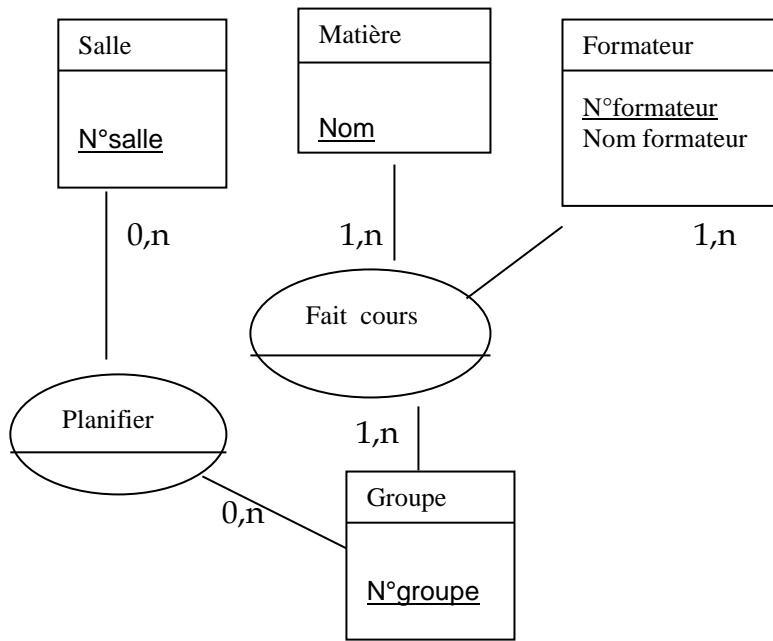 Salle
N°salle
Matière
Nom
Formateur
N°formateur
Nom formateur
0,n
1,n
1,n
Fait cours
Planifier
1,n
0,n
Groupe
N°groupe